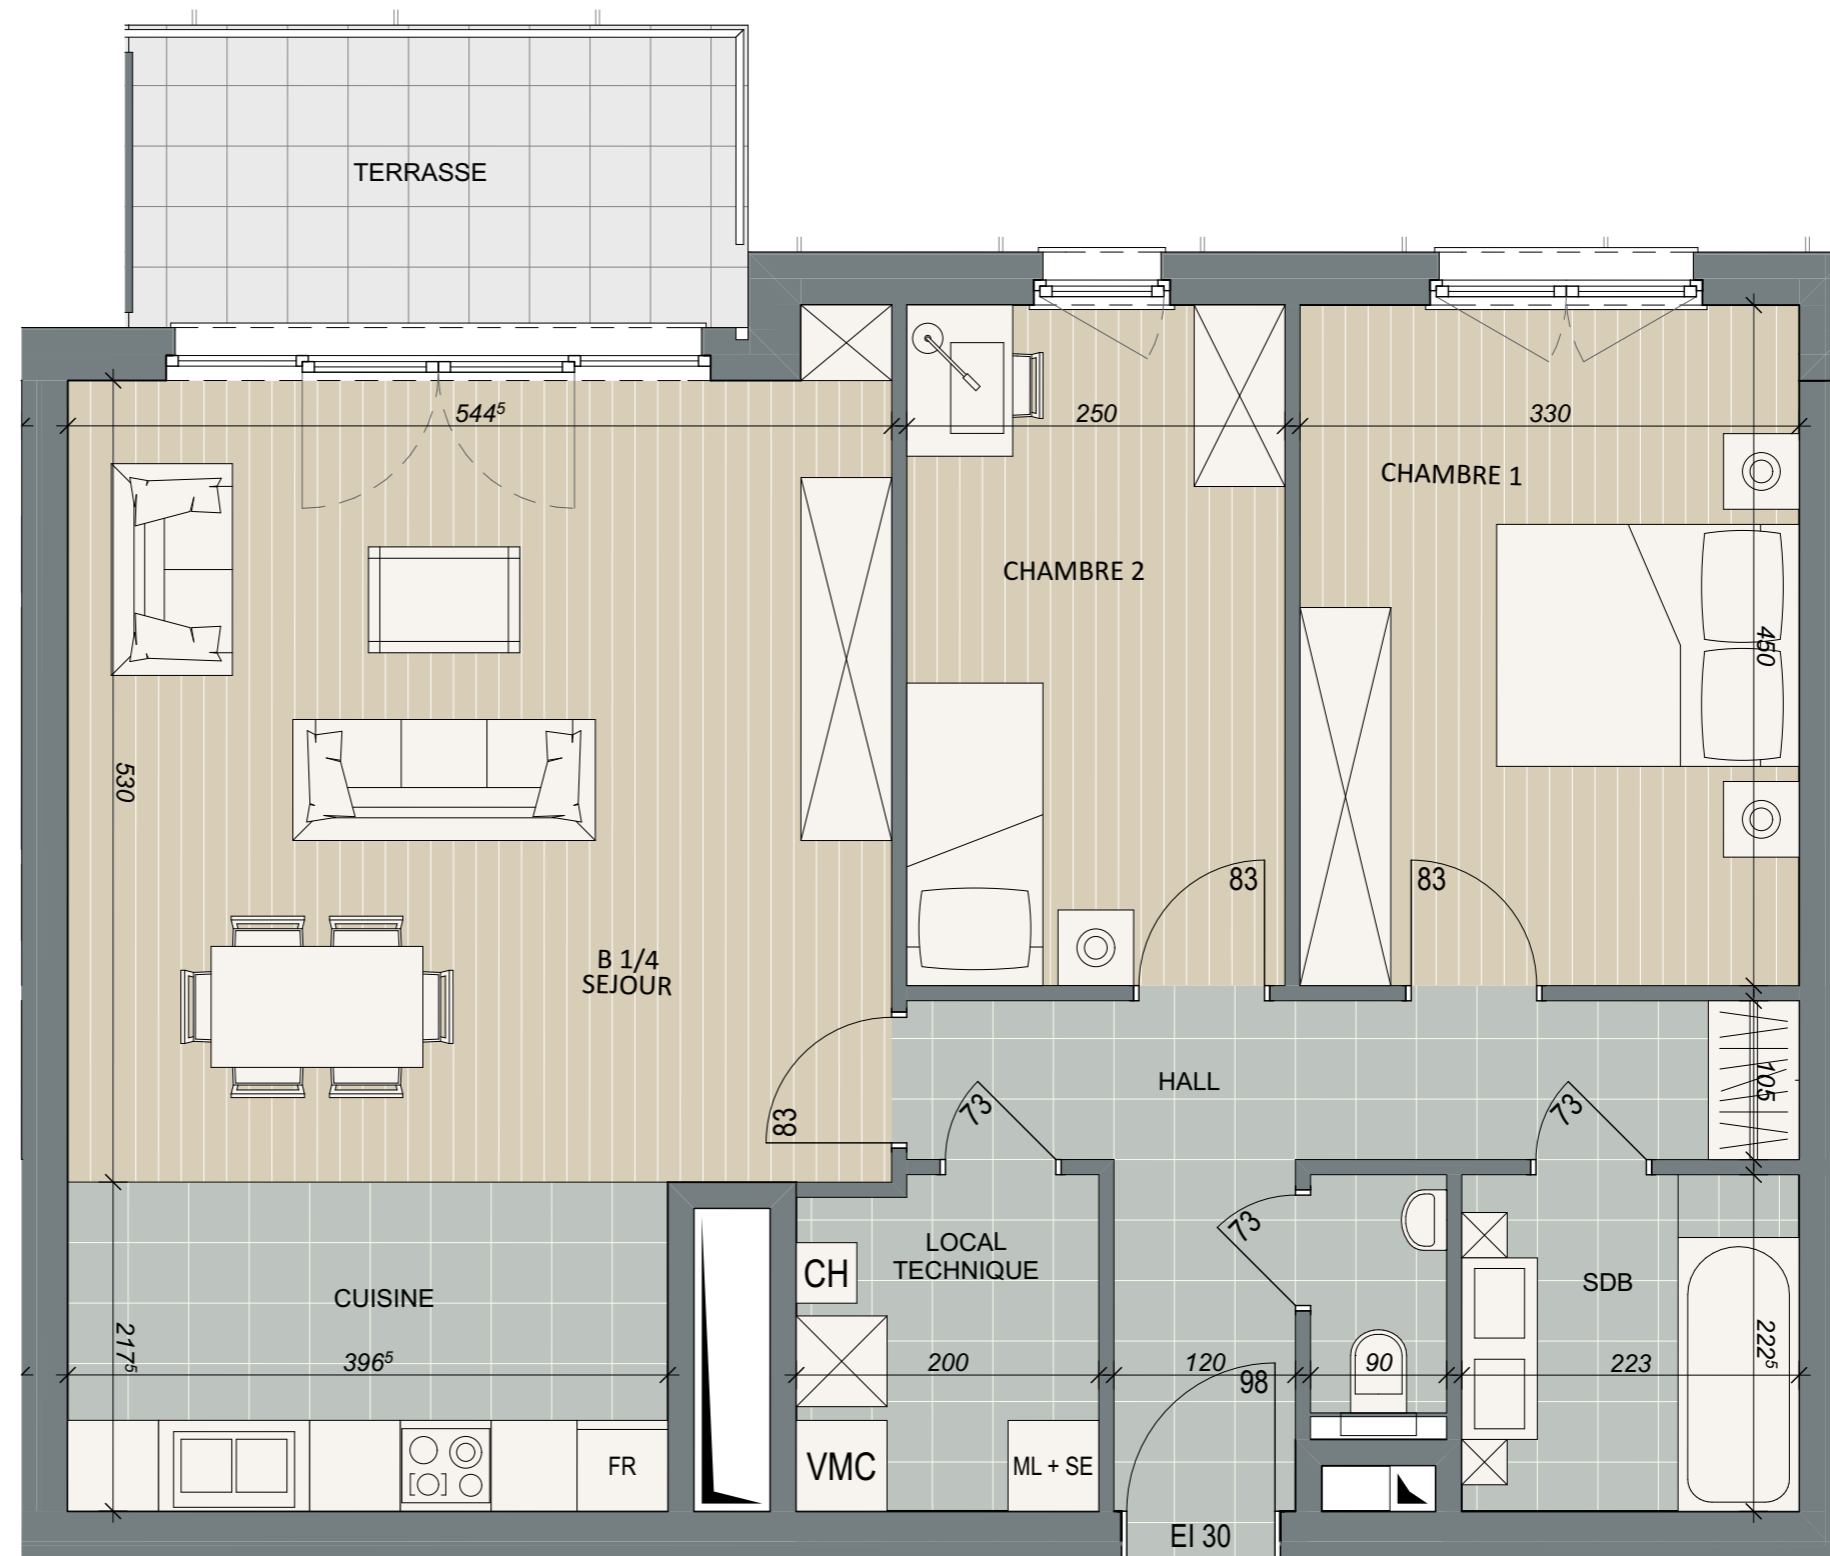 TERRASSE
544⁵
250
330
CHAMBRE 1
CHAMBRE 2
450
530
83
83
B 1/4
SEJOUR
HALL
105
83
73
73
73
LOCAL
TECHNIQUE
CH
CUISINE
SDB
217⁵
396⁵
200
120
90
223
222⁵
98
FR
VMC
ML + SE
EI 30